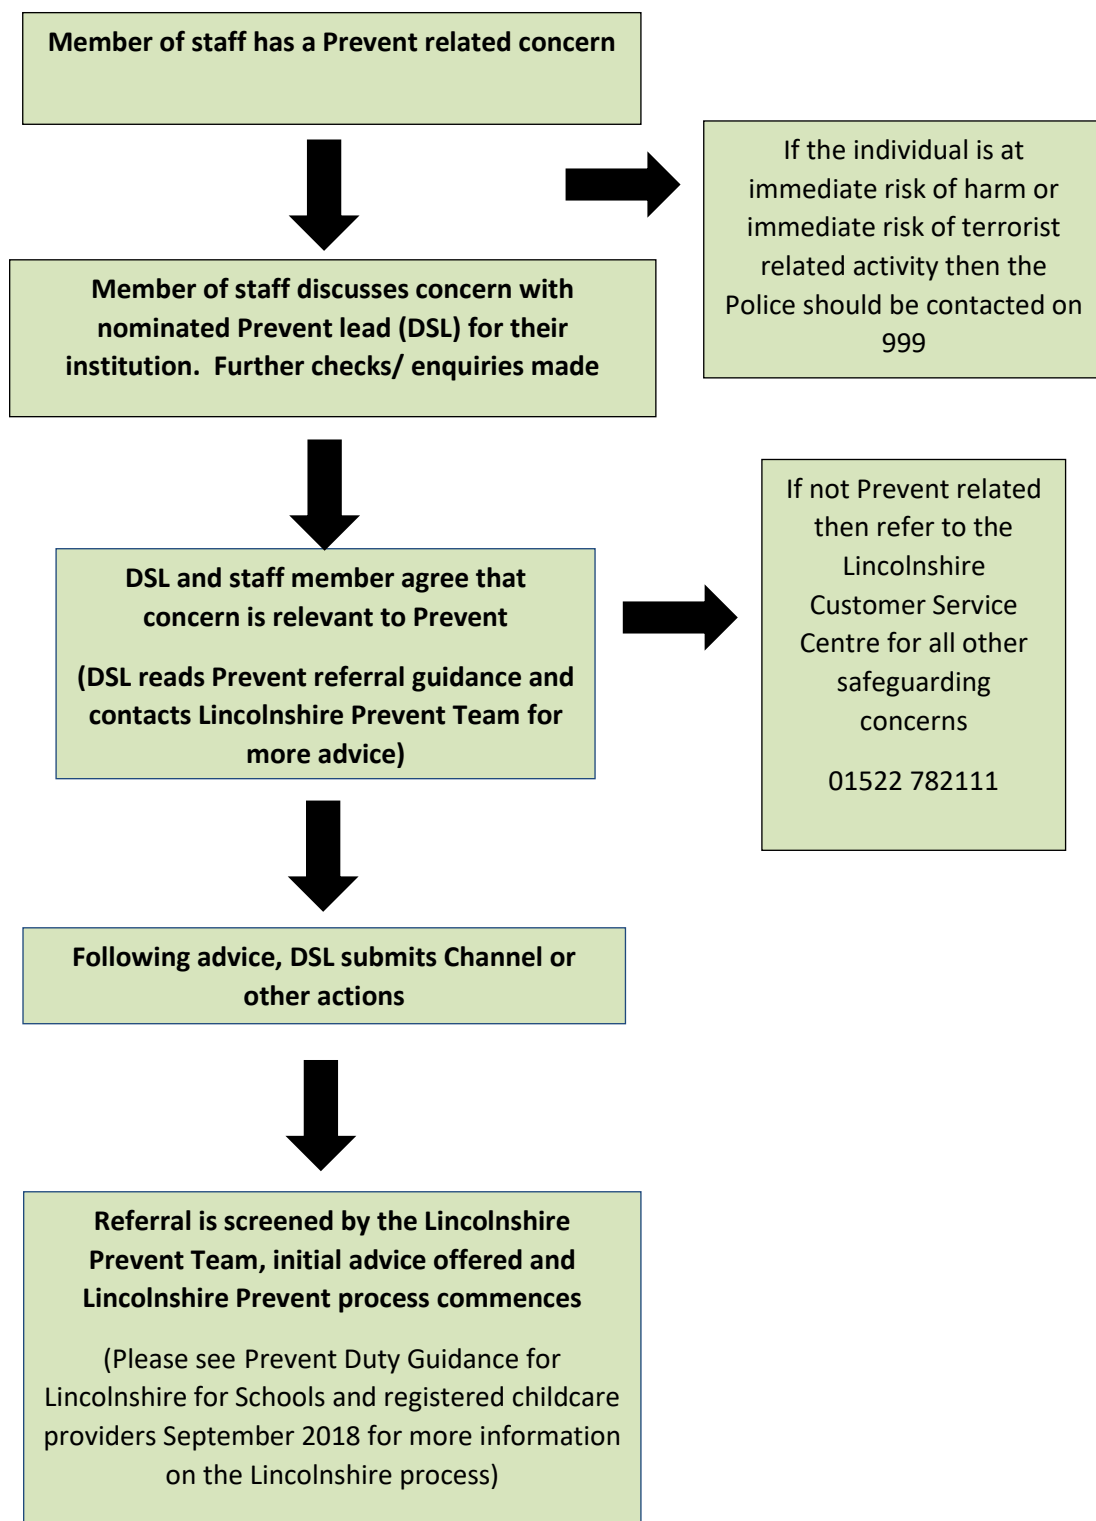 Member of staff has a Prevent related concern
If the individual is at
immediate risk of harm or
immediate risk of terrorist
related activity then the
Police should be contacted on
999
Member of staff discusses concern with
nominated Prevent lead (DSL) for their
institution.  Further checks/ enquiries made
If not Prevent related
then refer to the
Lincolnshire
Customer Service
Centre for all other
safeguarding
concerns
01522 782111
DSL and staff member agree that
concern is relevant to Prevent
(DSL reads Prevent referral guidance and
contacts Lincolnshire Prevent Team for
more advice)
Following advice, DSL submits Channel or
other actions
Referral is screened by the Lincolnshire
Prevent Team, initial advice offered and
Lincolnshire Prevent process commences
(Please see Prevent Duty Guidance for
Lincolnshire for Schools and registered childcare
providers September 2018 for more information
on the Lincolnshire process)